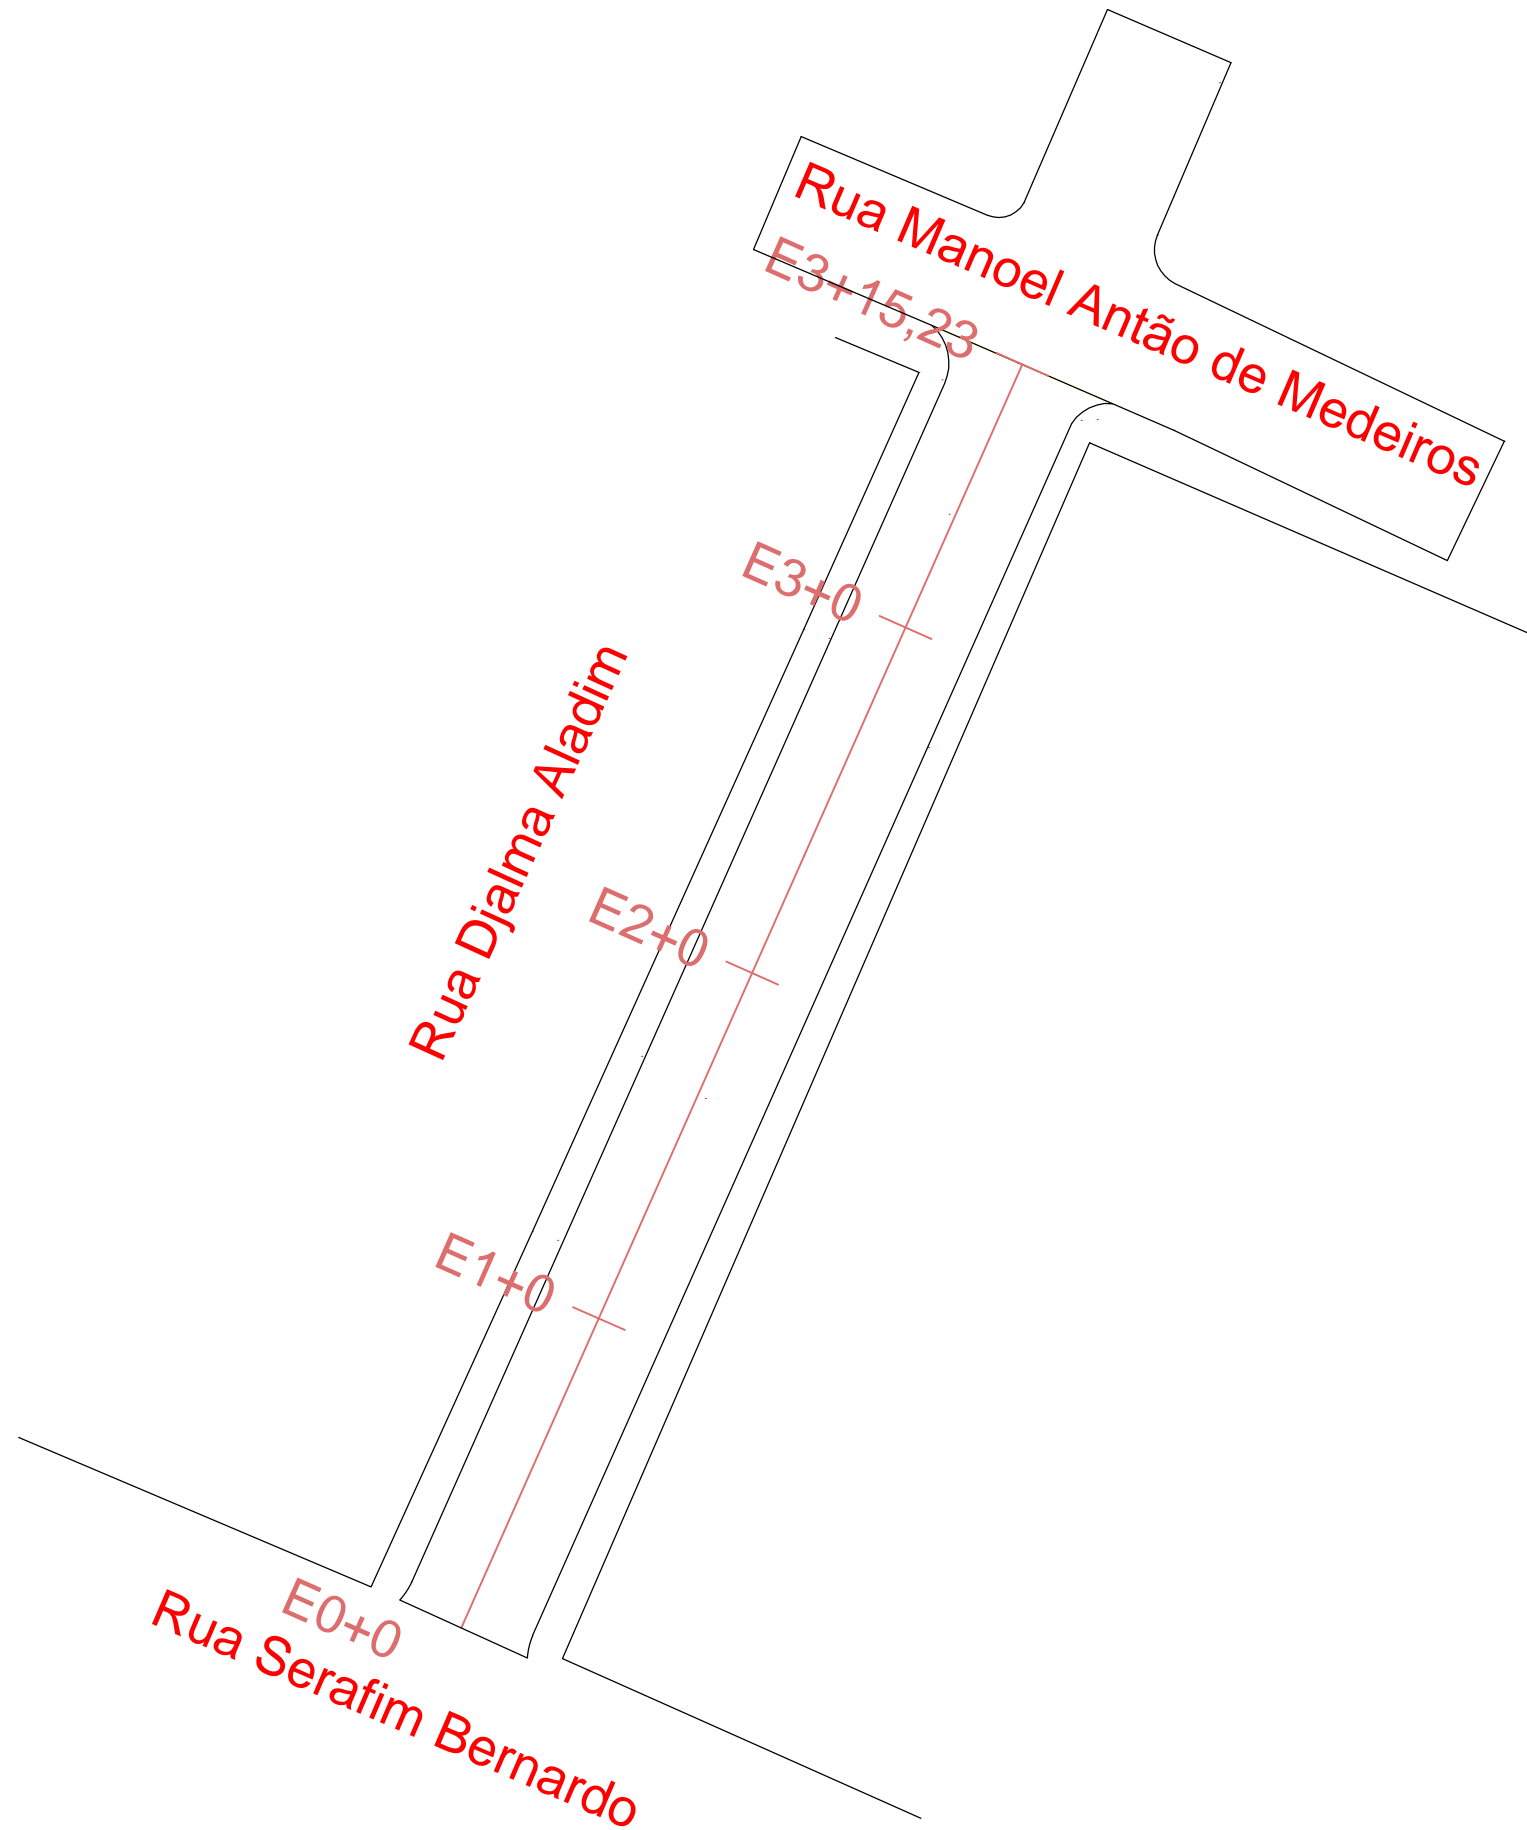 Rua Manoel Antão de Medeiros
E3+15,23
E3+0
Rua Djalma Aladim
E2+0
E1+0
E0+0
Rua Serafim Bernardo